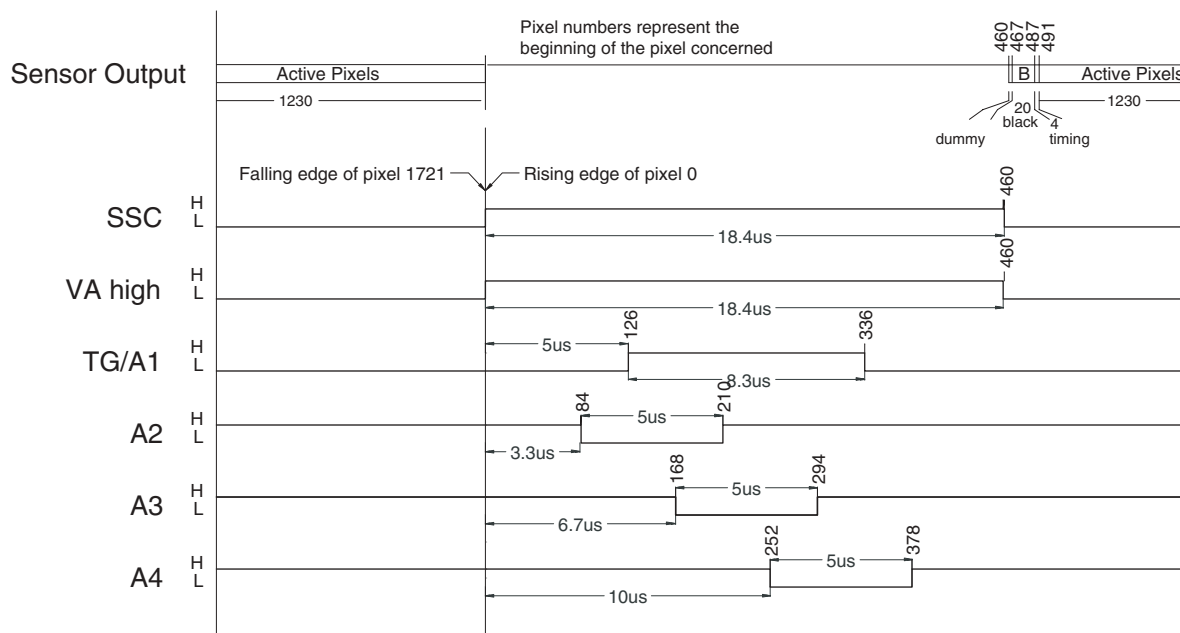 Pixel numbers represent the
beginning of the pixel concerned
460
467
487
491
Sensor Output
Active Pixels
B
Active Pixels
1230
1230
dummy
20
black
4
timing
Falling edge of pixel 1721
Rising edge of pixel 0
SSC
H
L
460
18.4us
VA high
H
L
460
18.4us
TG/A1
H
L
5us
126
336
8.3us
A2
H
L
84
5us
210
3.3us
A3
H
L
168
5us
294
6.7us
A4
H
L
252
5us
378
10us